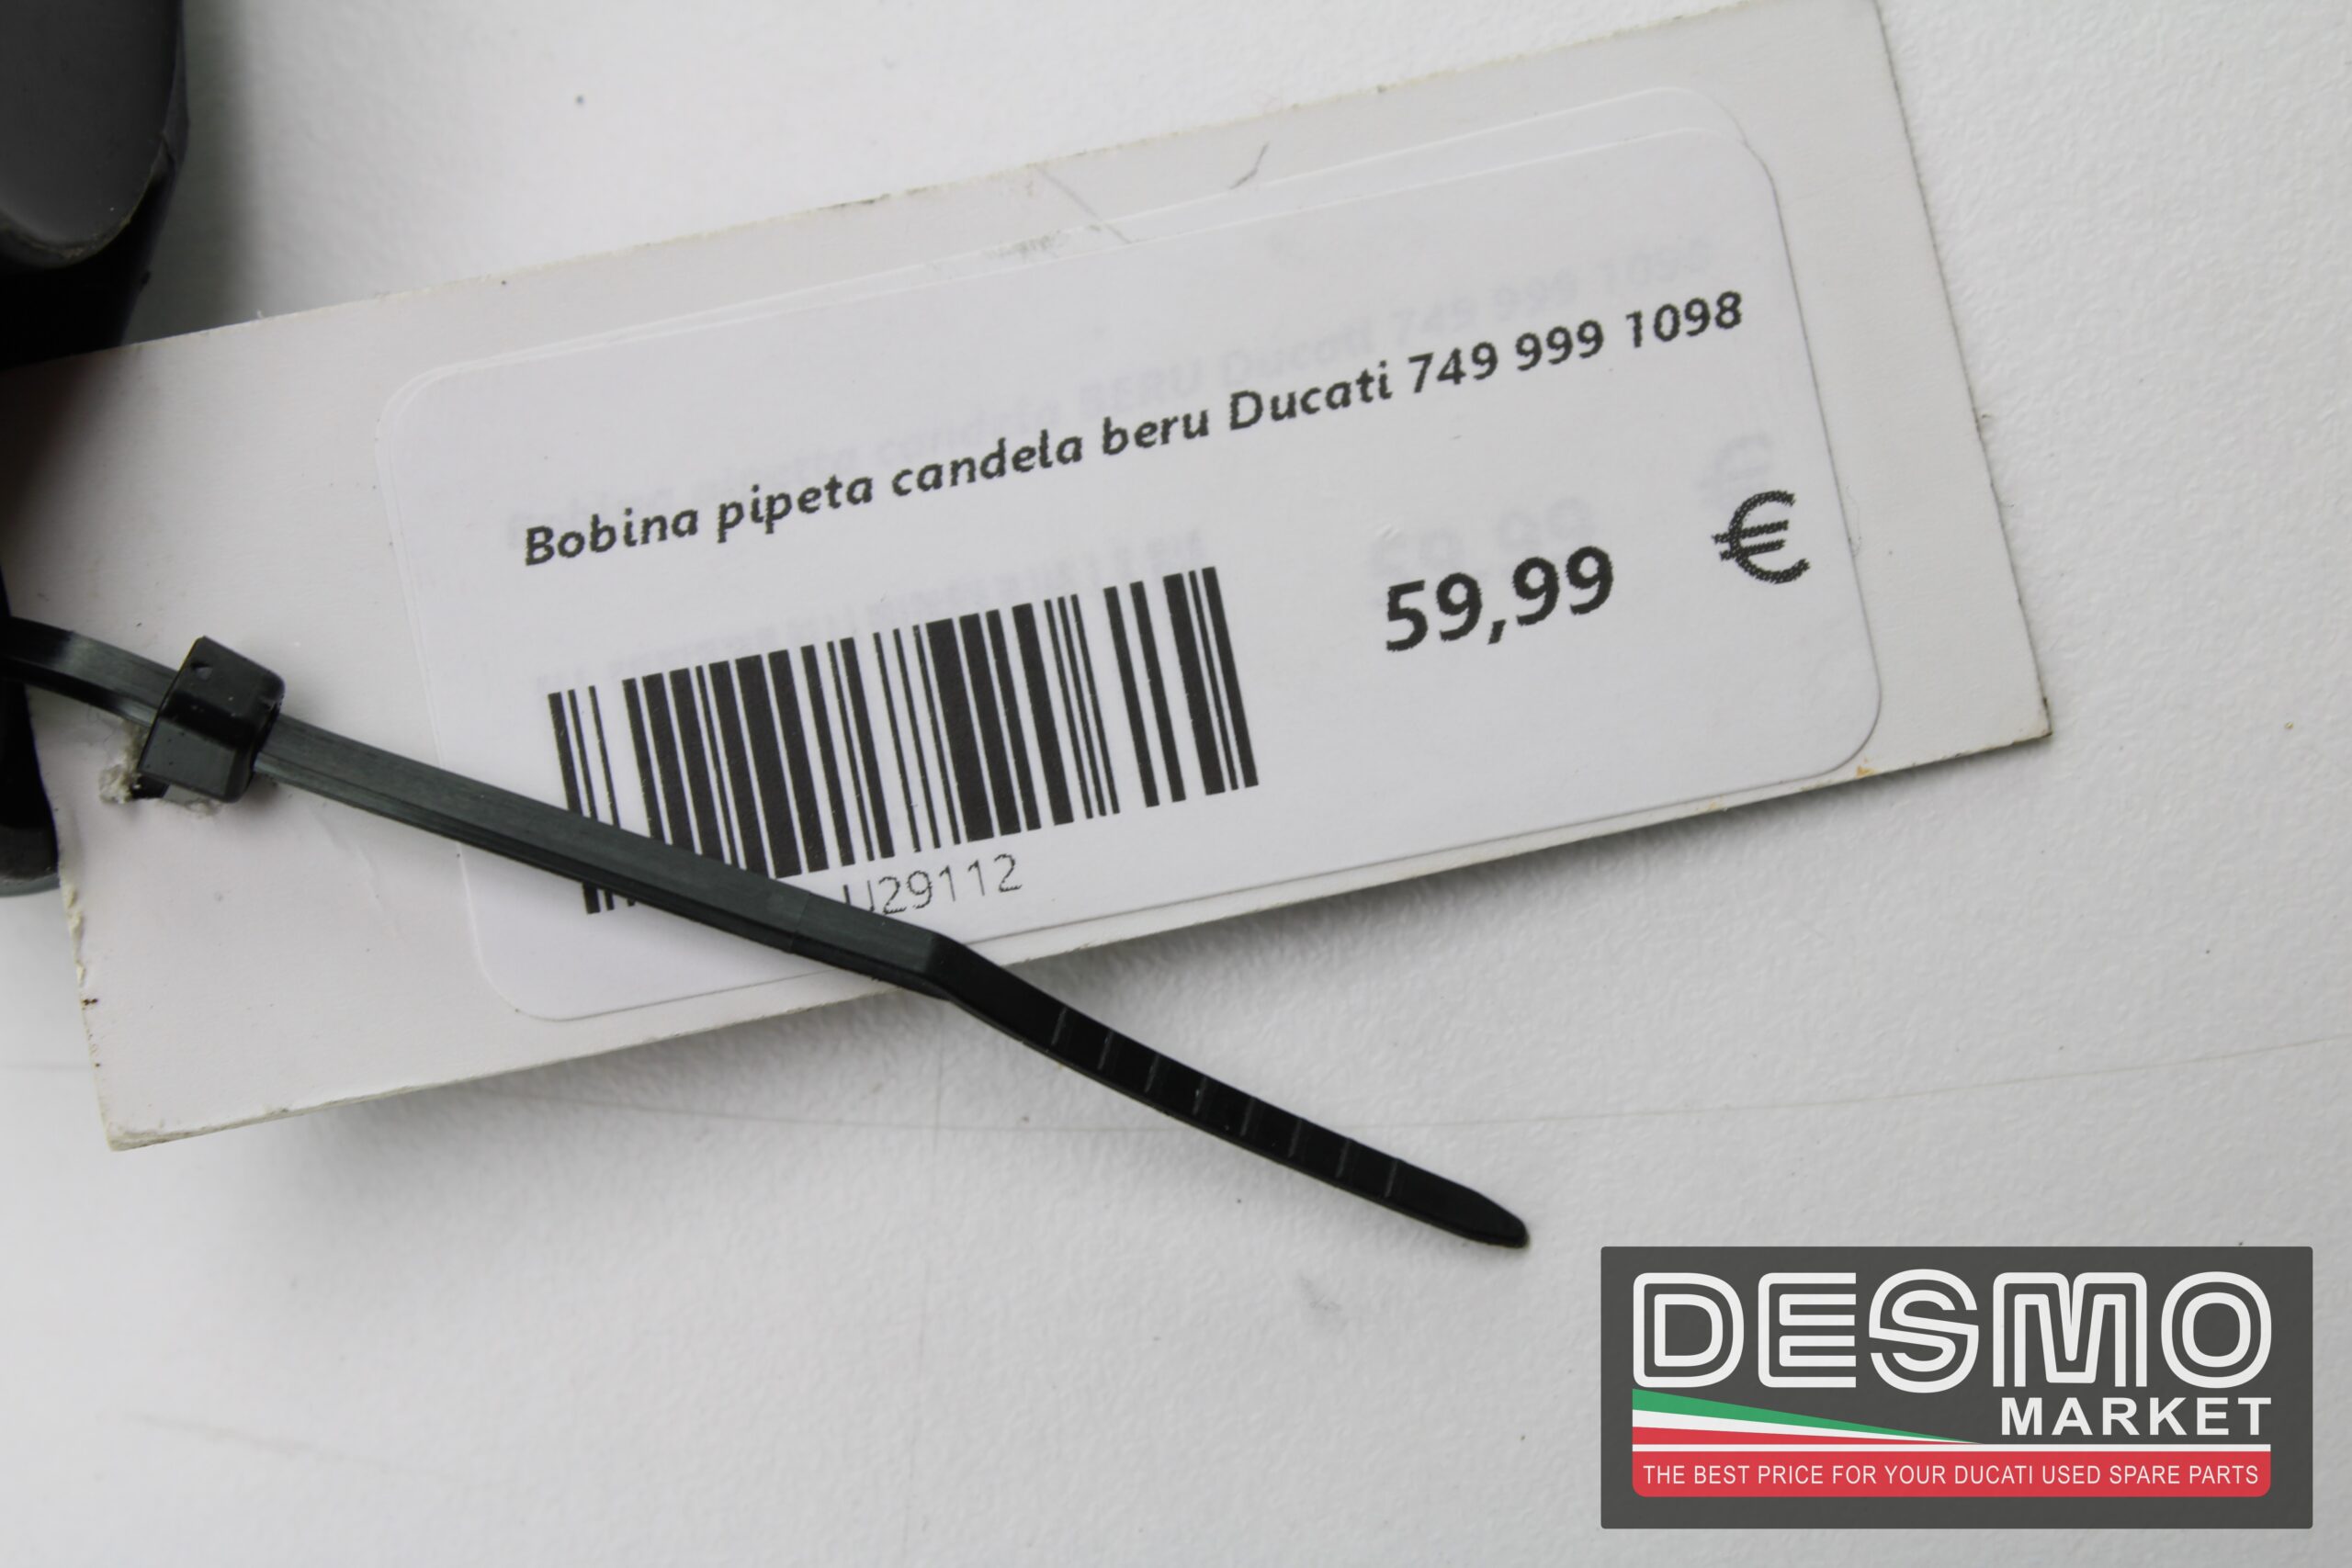 Bobina pipeta candela beru Ducati 749 999 1098
59,99 €
U29112
DESMO
MARKET
THE BEST PRICE FOR YOUR DUCATI USED SPARE PARTS